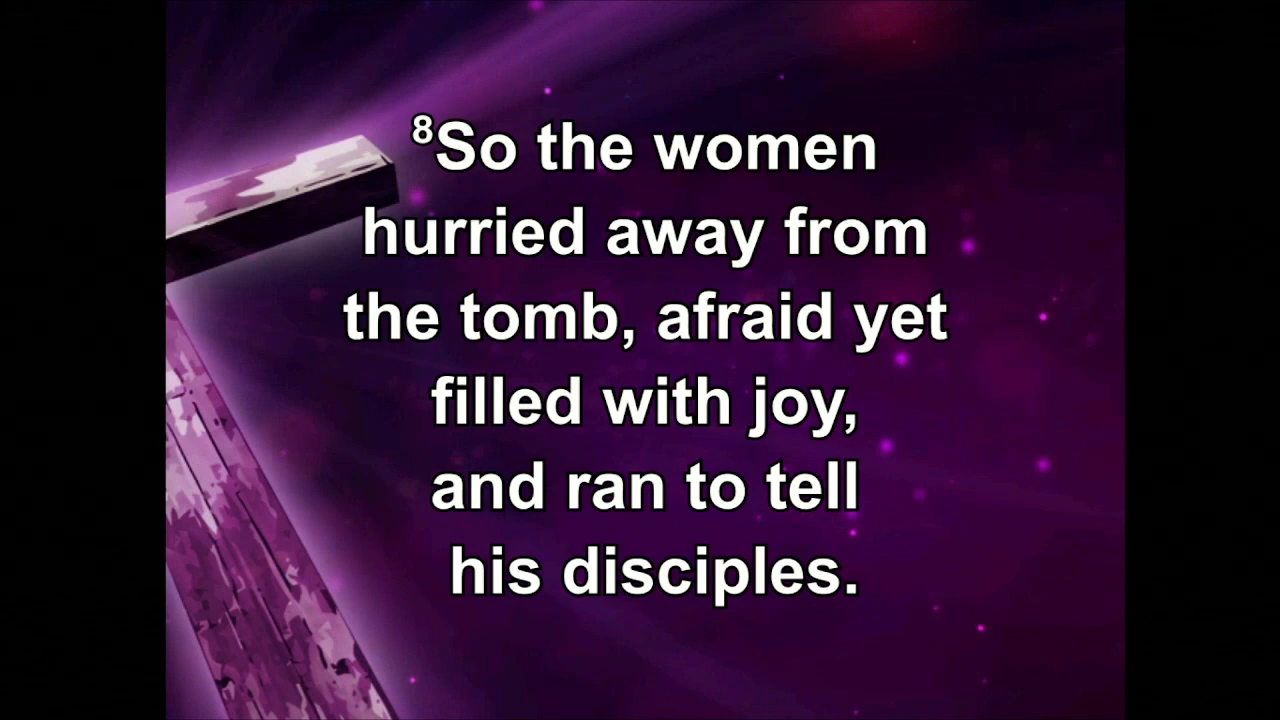 ⁸So the women
hurried away from
the tomb, afraid yet
filled with joy,
and ran to tell
his disciples.